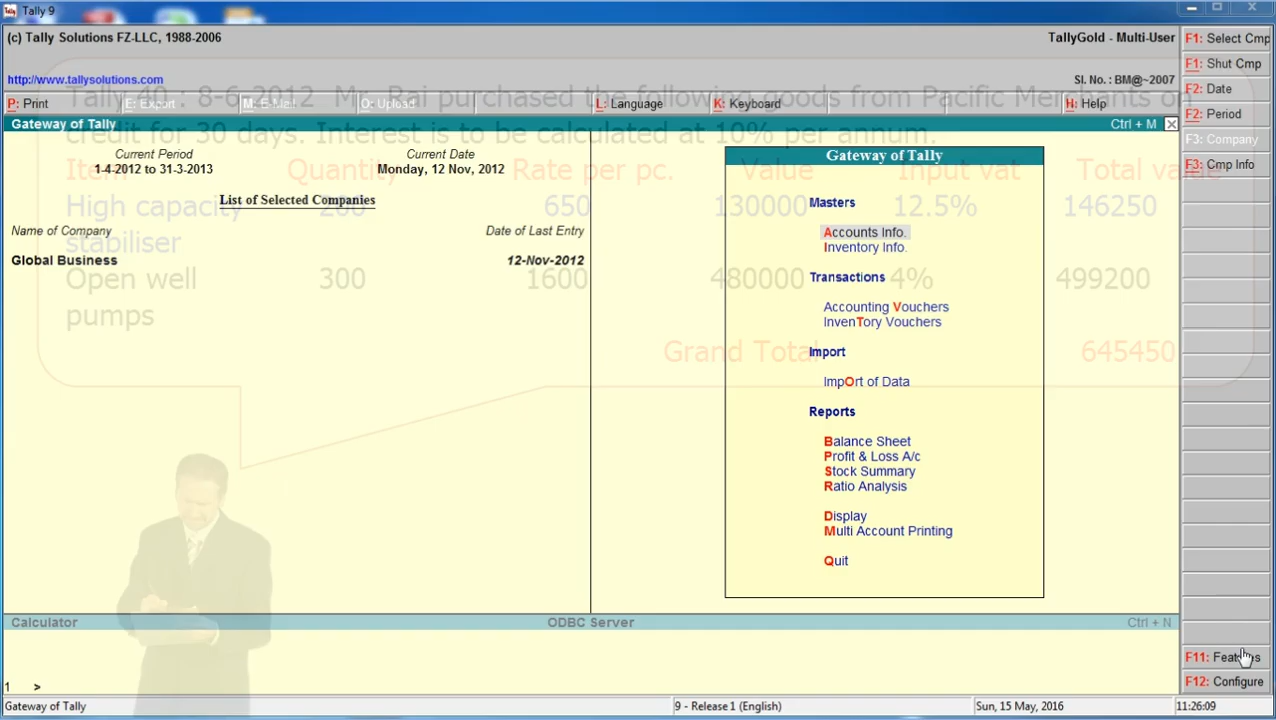 Tally 9
(c) Tally Solutions FZ-LLC, 1988-2006
TallyGold - Multi-User
http://www.tallysolutions.com
Sl. No. : BM@~2007
P: Print
E: Export
M: E-Mail
O: Upload
L: Language
K: Keyboard
H: Help
Gateway of Tally
Ctrl + M
Current Period
Current Date
1-4-2012 to 31-3-2013
Monday, 12 Nov, 2012
List of Selected Companies
Name of Company
Date of Last Entry
Global Business
12-Nov-2012
Gateway of Tally
Masters
Accounts Info.
Inventory Info.
Transactions
Accounting Vouchers
InvenTory Vouchers
Import
ImpOrt of Data
Reports
Balance Sheet
Profit & Loss A/c
Stock Summary
Ratio Analysis
Display
Multi Account Printing
Quit
F1: Select Cmp
F1: Shut Cmp
F2: Date
F2: Period
F3: Company
F3: Cmp Info
F11: Features
F12: Configure
Tally 40 : 8-6-2012 Mr. Rai purchased the following goods from Pacific Merchants on
credit for 30 days. Interest is to be calculated at 10% per annum.
Item Quantity Rate per pc. Value Input vat Total value
High capacity 200 650 130000 12.5% 146250
stabiliser
Open well 300 1600 480000 4% 499200
pumps
Grand Total 645450
Calculator
ODBC Server
Ctrl + N
1 >
Gateway of Tally
9 - Release 1 (English)
Sun, 15 May, 2016
11:26:09